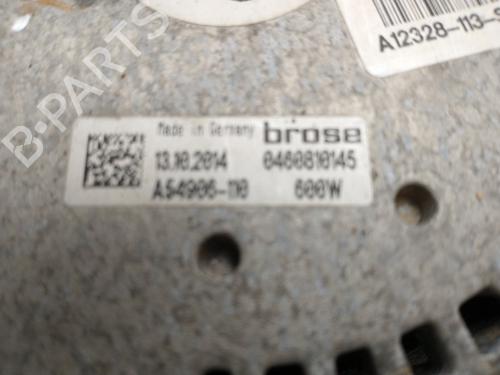 A12328-113-
Made in Germany brose
13.10.2014 0460810145
A54906-110 600W
B-PARTS